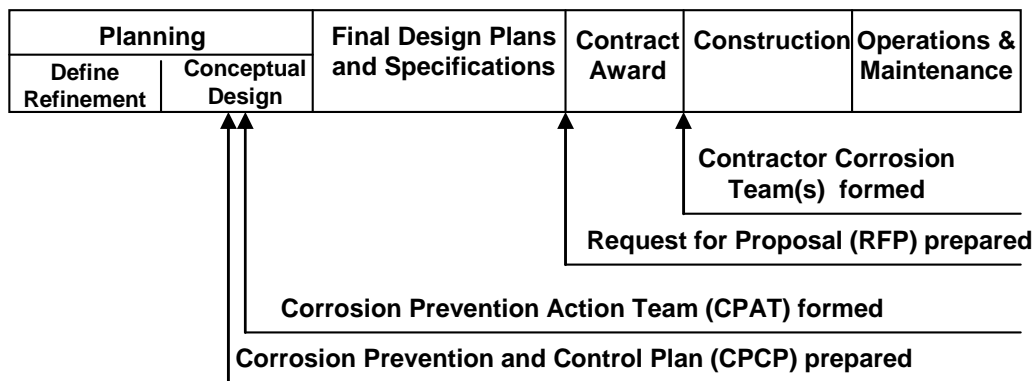 Planning
Define
Refinement
Conceptual
Design
Final Design Plans
and Specifications
Contract
Award
Construction
Operations &
Maintenance
Contractor Corrosion
Team(s) formed
Request for Proposal (RFP) prepared
Corrosion Prevention Action Team (CPAT) formed
Corrosion Prevention and Control Plan (CPCP) prepared